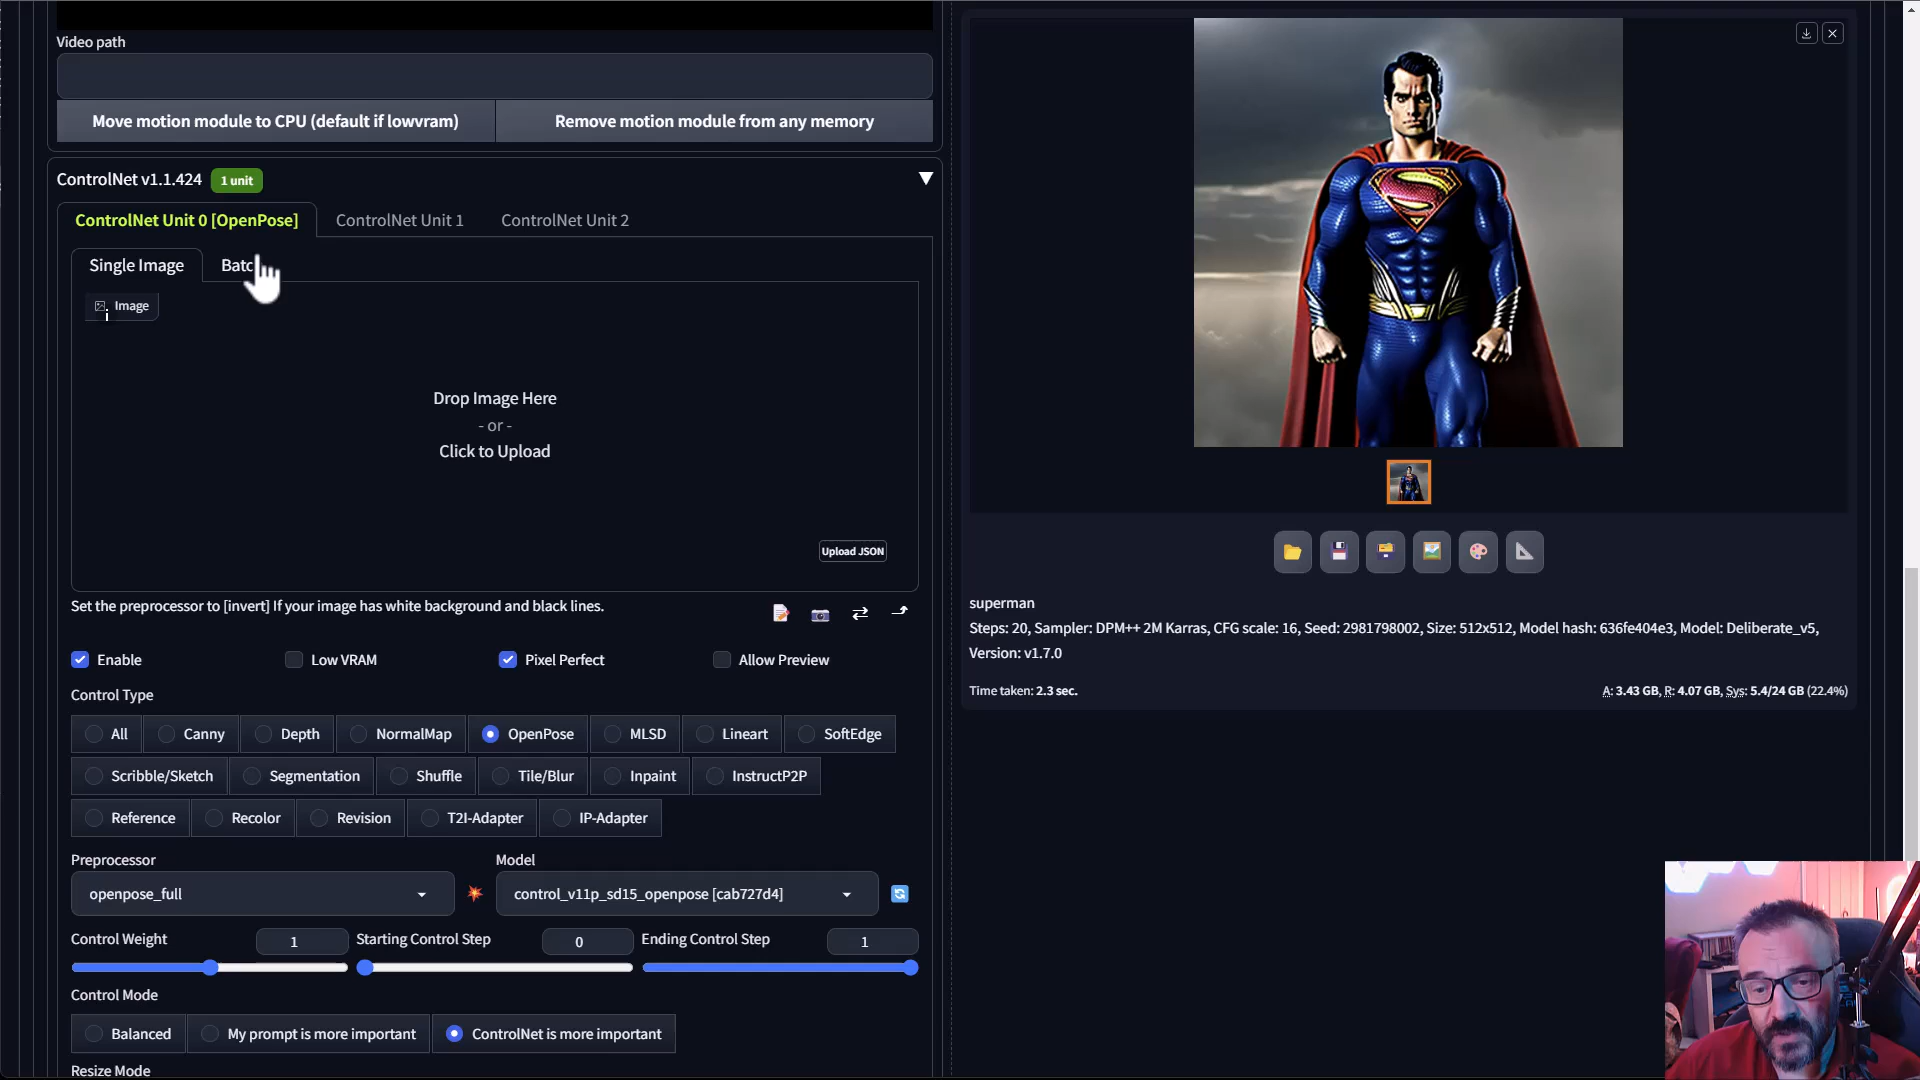 Video path
Move motion module to CPU (default if lowvram)
Remove motion module from any memory
ControlNet v1.1.424
1 unit
ControlNet Unit 0 [OpenPose]
ControlNet Unit 1
ControlNet Unit 2
Single Image
Batc
Image
Drop Image Here
- or -
Click to Upload
Upload JSON
Set the preprocessor to [invert] If your image has white background and black lines.
Enable
Low VRAM
Pixel Perfect
Allow Preview
Control Type
All
Canny
Depth
NormalMap
OpenPose
MLSD
Lineart
SoftEdge
Scribble/Sketch
Segmentation
Shuffle
Tile/Blur
Inpaint
InstructP2P
Reference
Recolor
Revision
T2I-Adapter
IP-Adapter
Preprocessor
Model
openpose_full
control_v11p_sd15_openpose [cab727d4]
Control Weight
1
Starting Control Step
0
Ending Control Step
1
Control Mode
Balanced
My prompt is more important
ControlNet is more important
Resize Mode
superman
Steps: 20, Sampler: DPM++ 2M Karras, CFG scale: 16, Seed: 2981798002, Size: 512x512, Model hash: 636fe404e3, Model: Deliberate_v5,
Version: v1.7.0
Time taken: 2.3 sec.
A: 3.43 GB, R: 4.07 GB, Sys: 5.4/24 GB (22.4%)